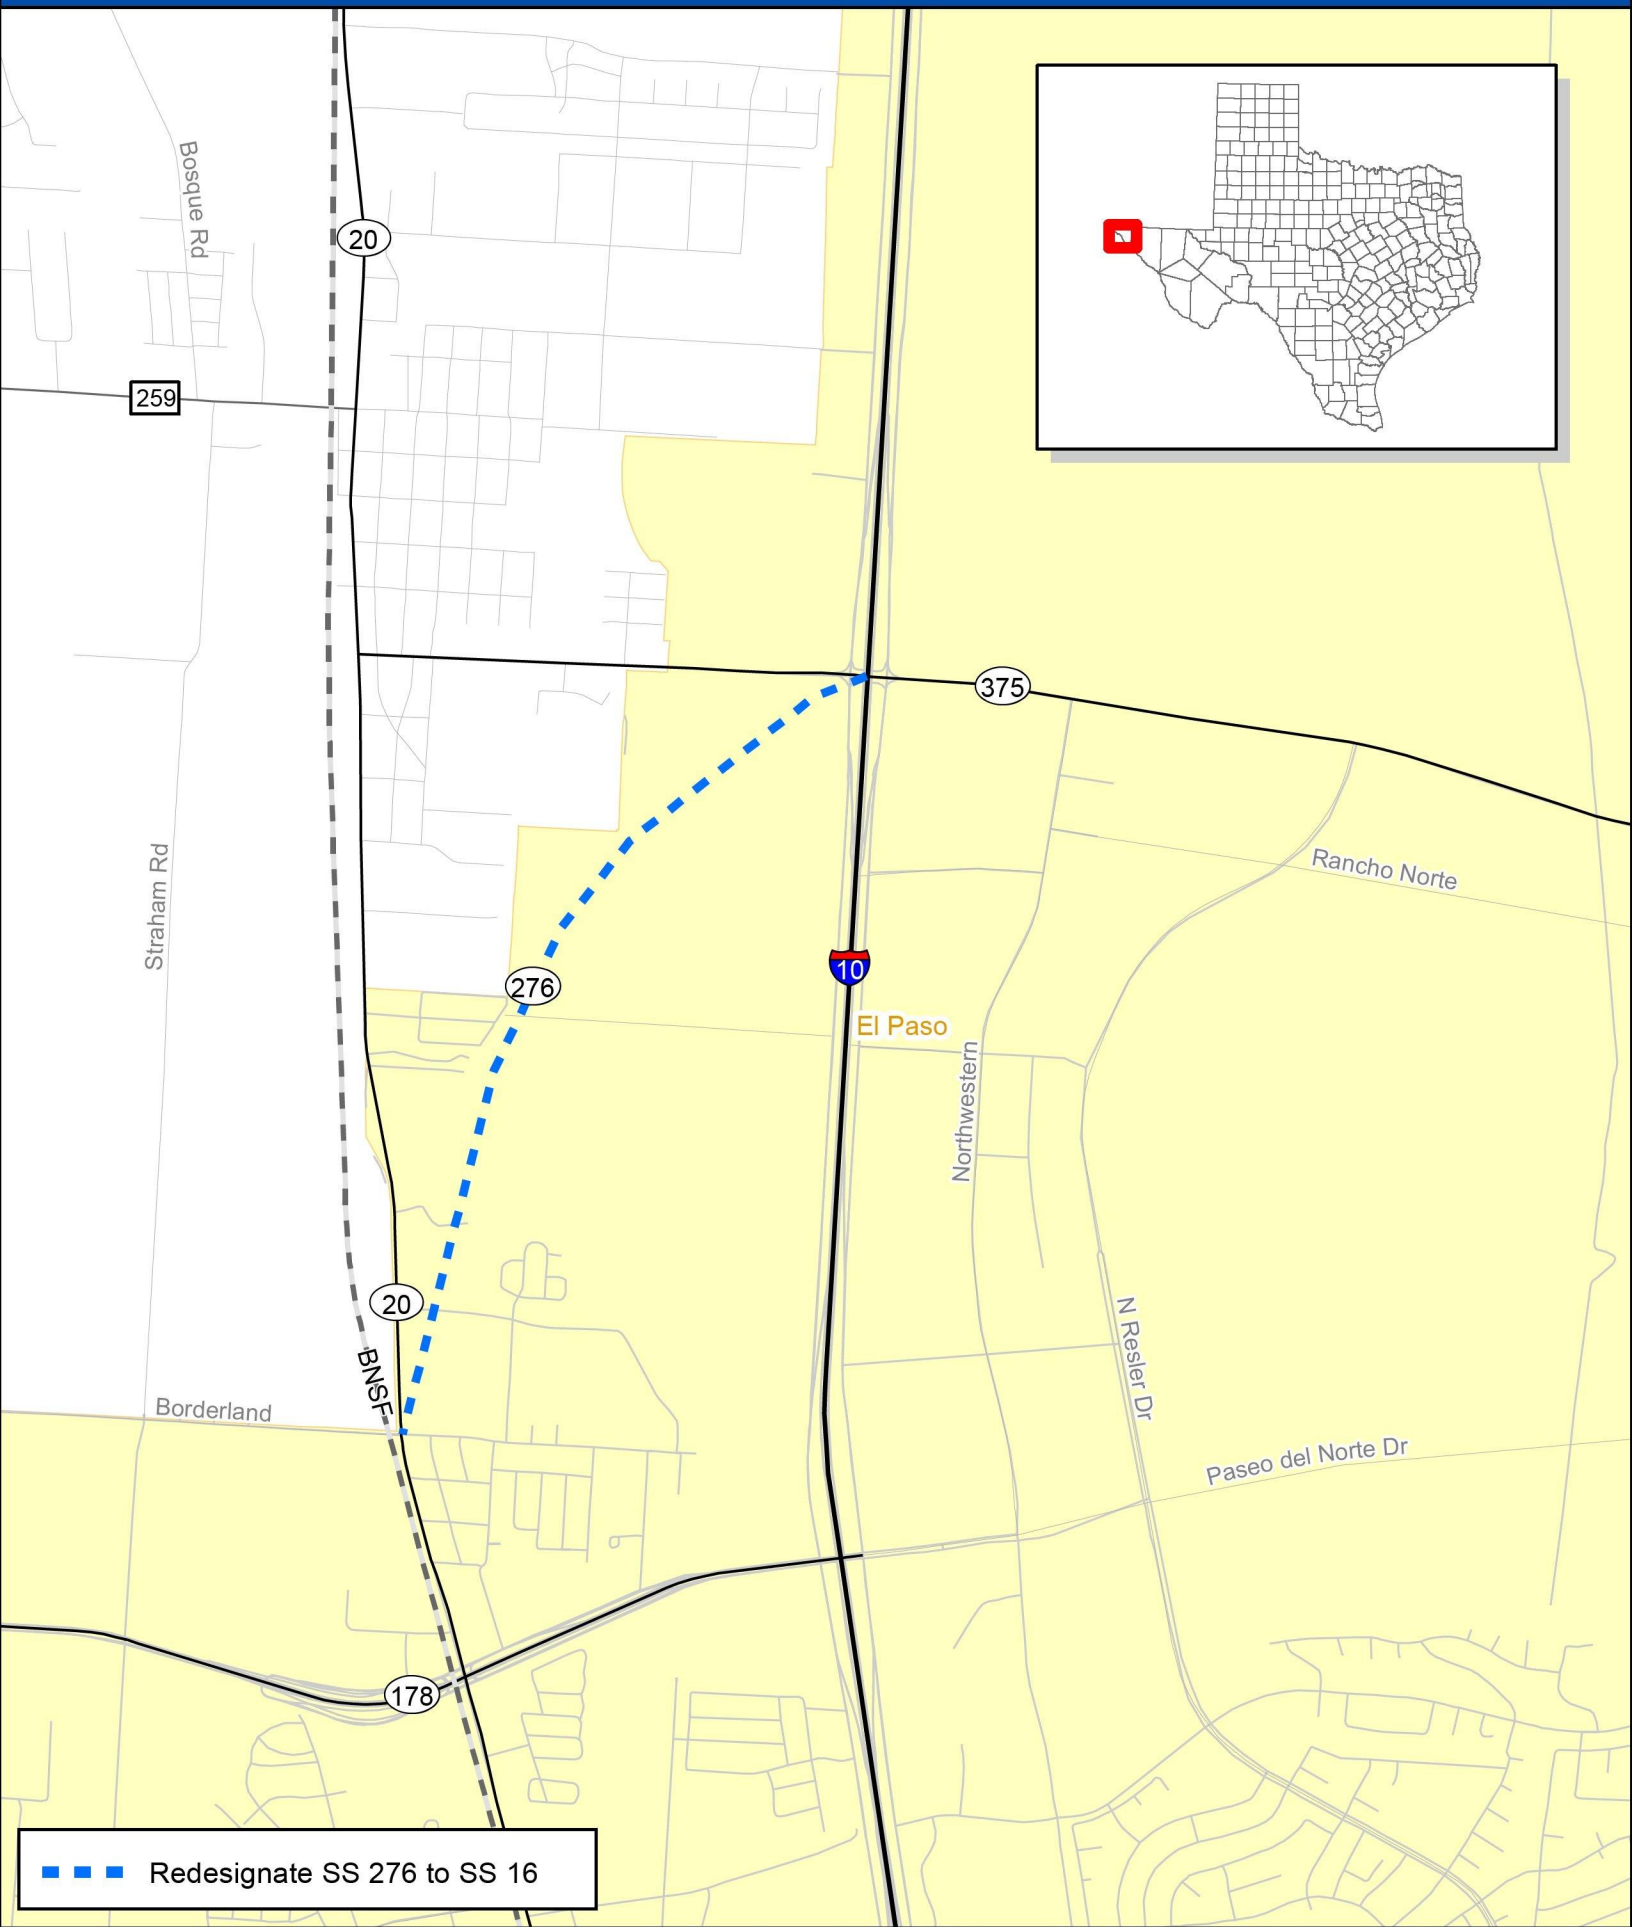 Bosque Rd
20
259
375
Rancho Norte
Straham Rd
10
276
El Paso
Northwestern
20
N Resler Dr
BNSF
Borderland
Paseo del Norte Dr
178
Redesignate SS 276 to SS 16